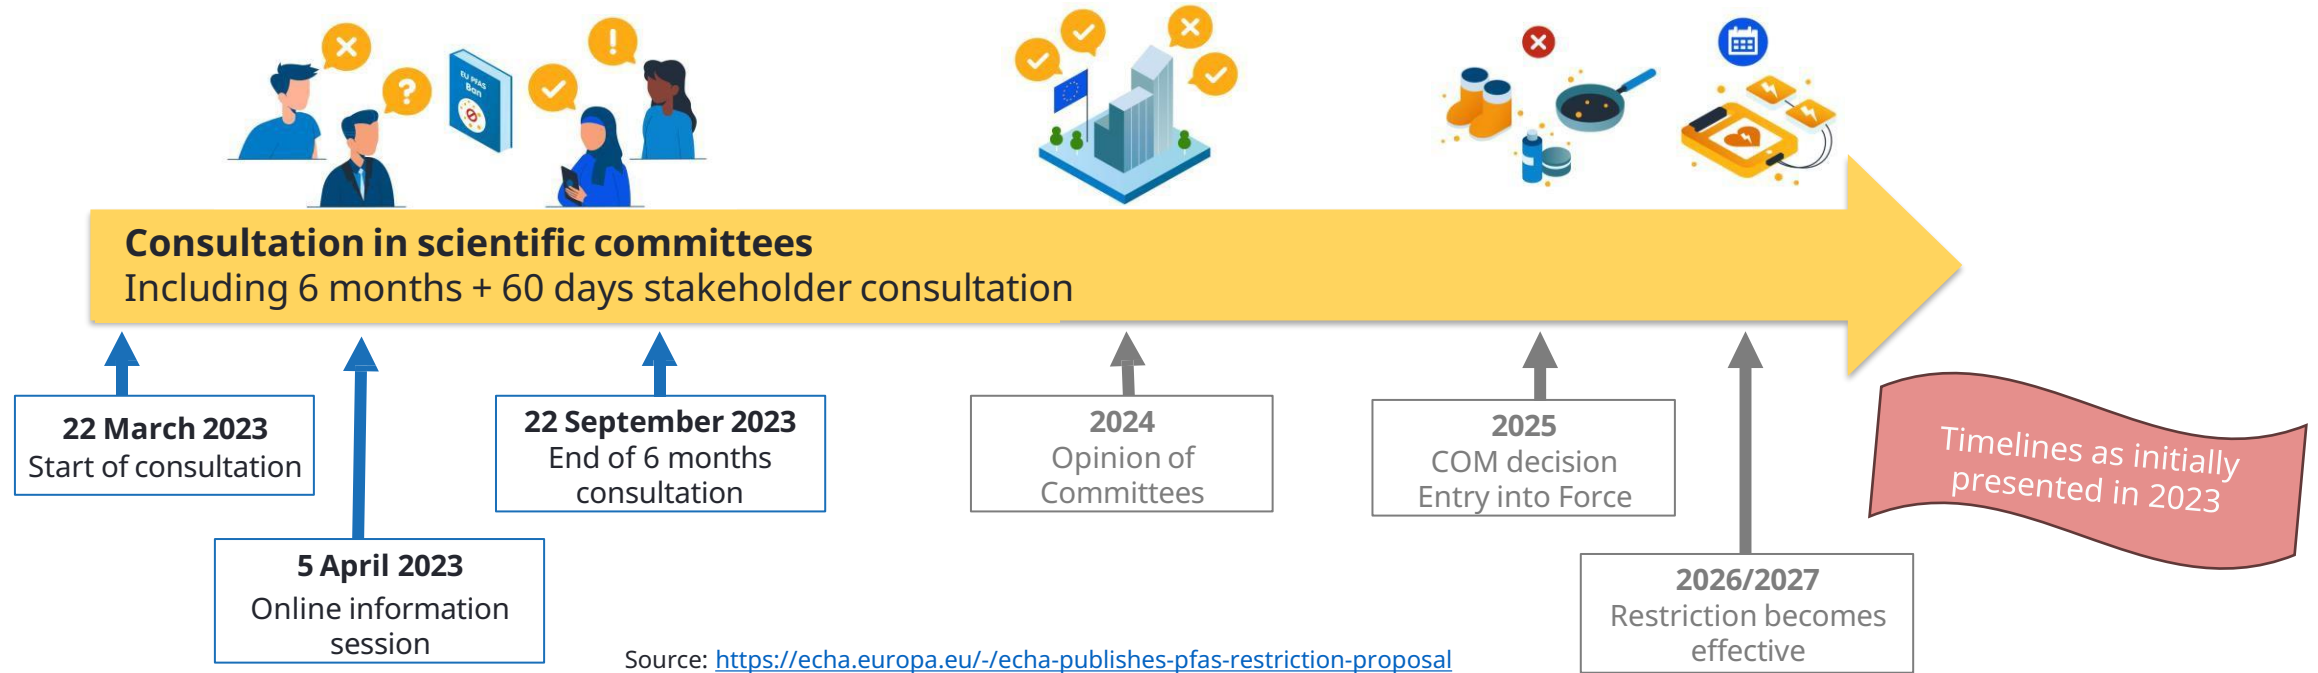 EU PFAS
Ban
Consultation in scientific committees
Including 6 months + 60 days stakeholder consultation
22 March 2023
Start of consultation
5 April 2023
Online information
session
22 September 2023
End of 6 months
consultation
2024
Opinion of
Committees
2025
COM decision
Entry into Force
2026/2027
Restriction becomes
effective
Timelines as initially
presented in 2023
Source: https://echa.europa.eu/-/echa-publishes-pfas-restriction-proposal